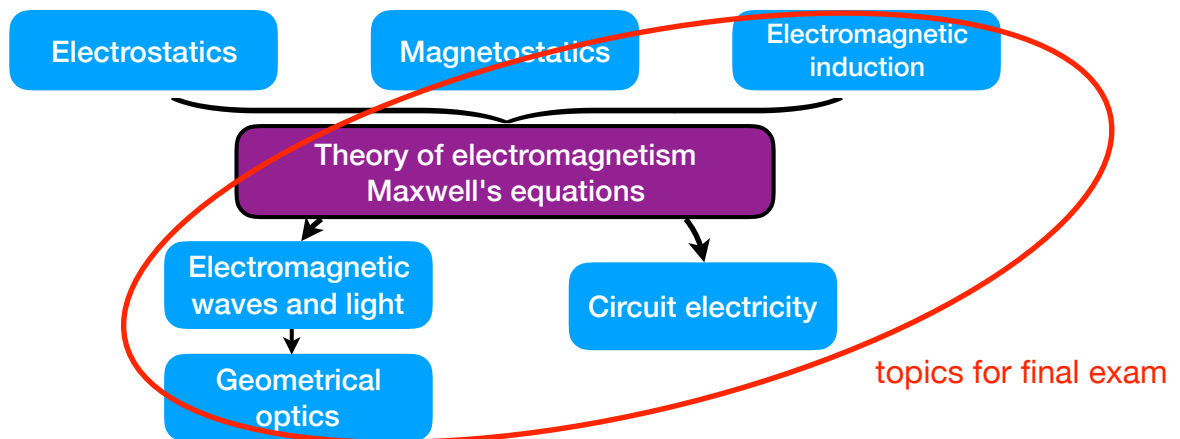 Electrostatics
Magnetostatics
Electromagnetic
induction
Theory of electromagnetism
Maxwell's equations
Electromagnetic
waves and light
Circuit electricity
Geometrical
optics
topics for final exam